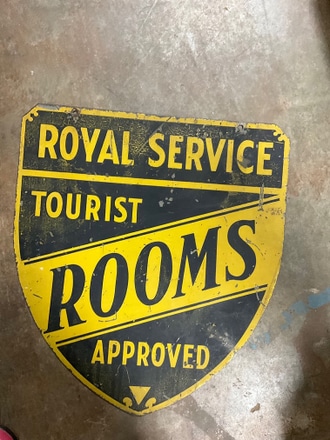 ROYAL SERVICE
TOURIST
ROOMS
APPROVED